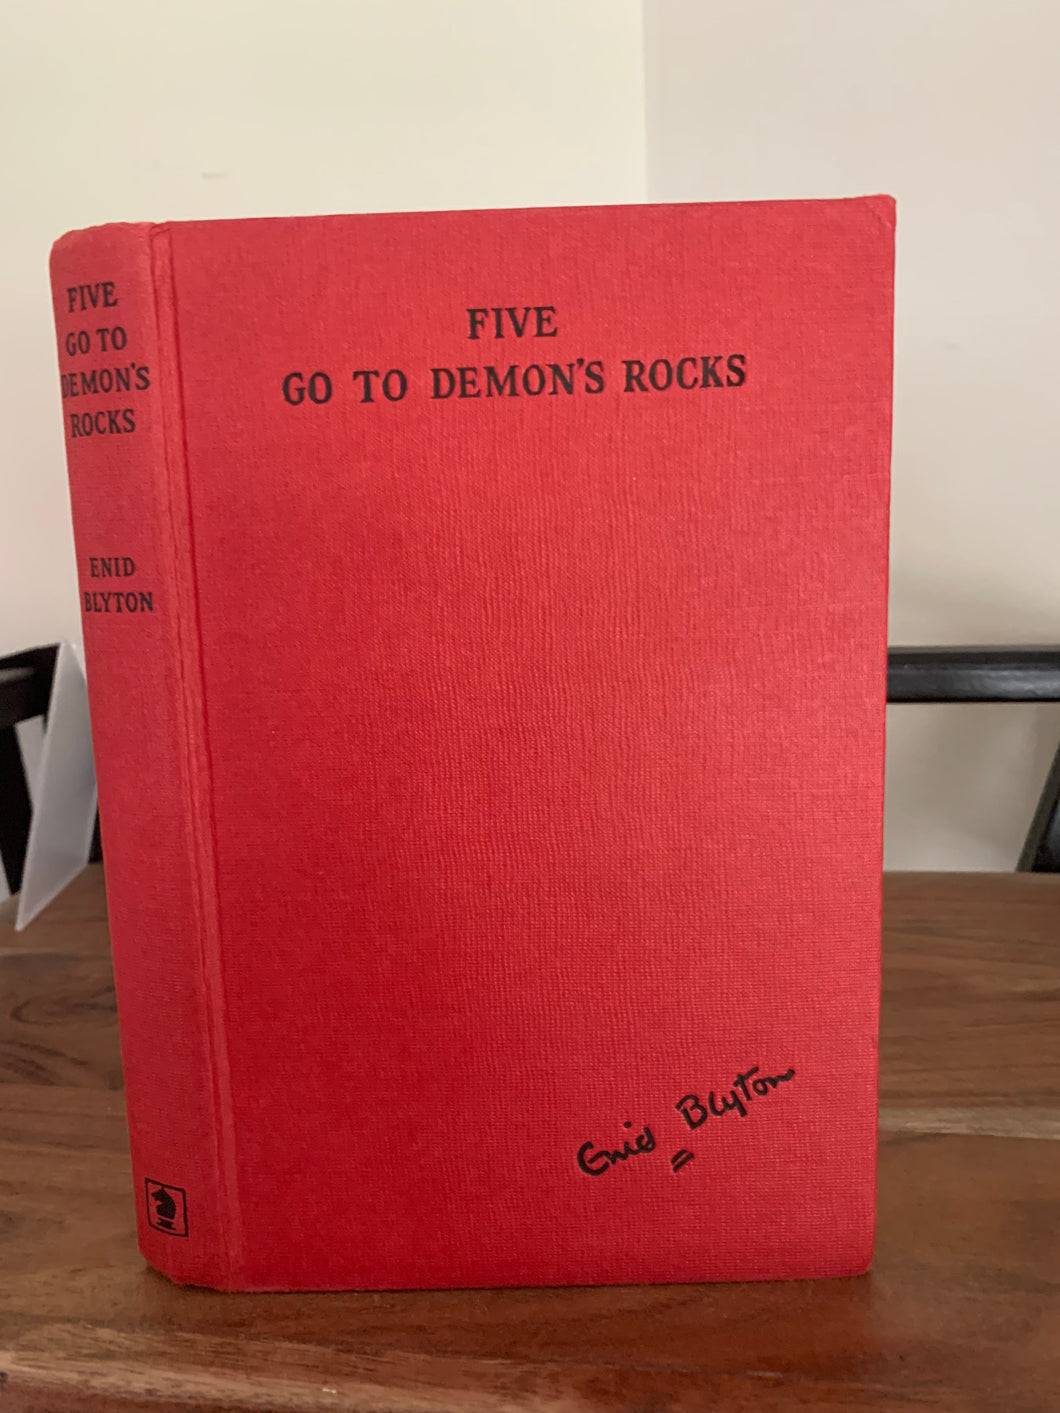 FIVE
GO TO
DEMON'S
ROCKS
ENID
BLYTON
FIVE
GO TO DEMON'S ROCKS
Enid Blyton